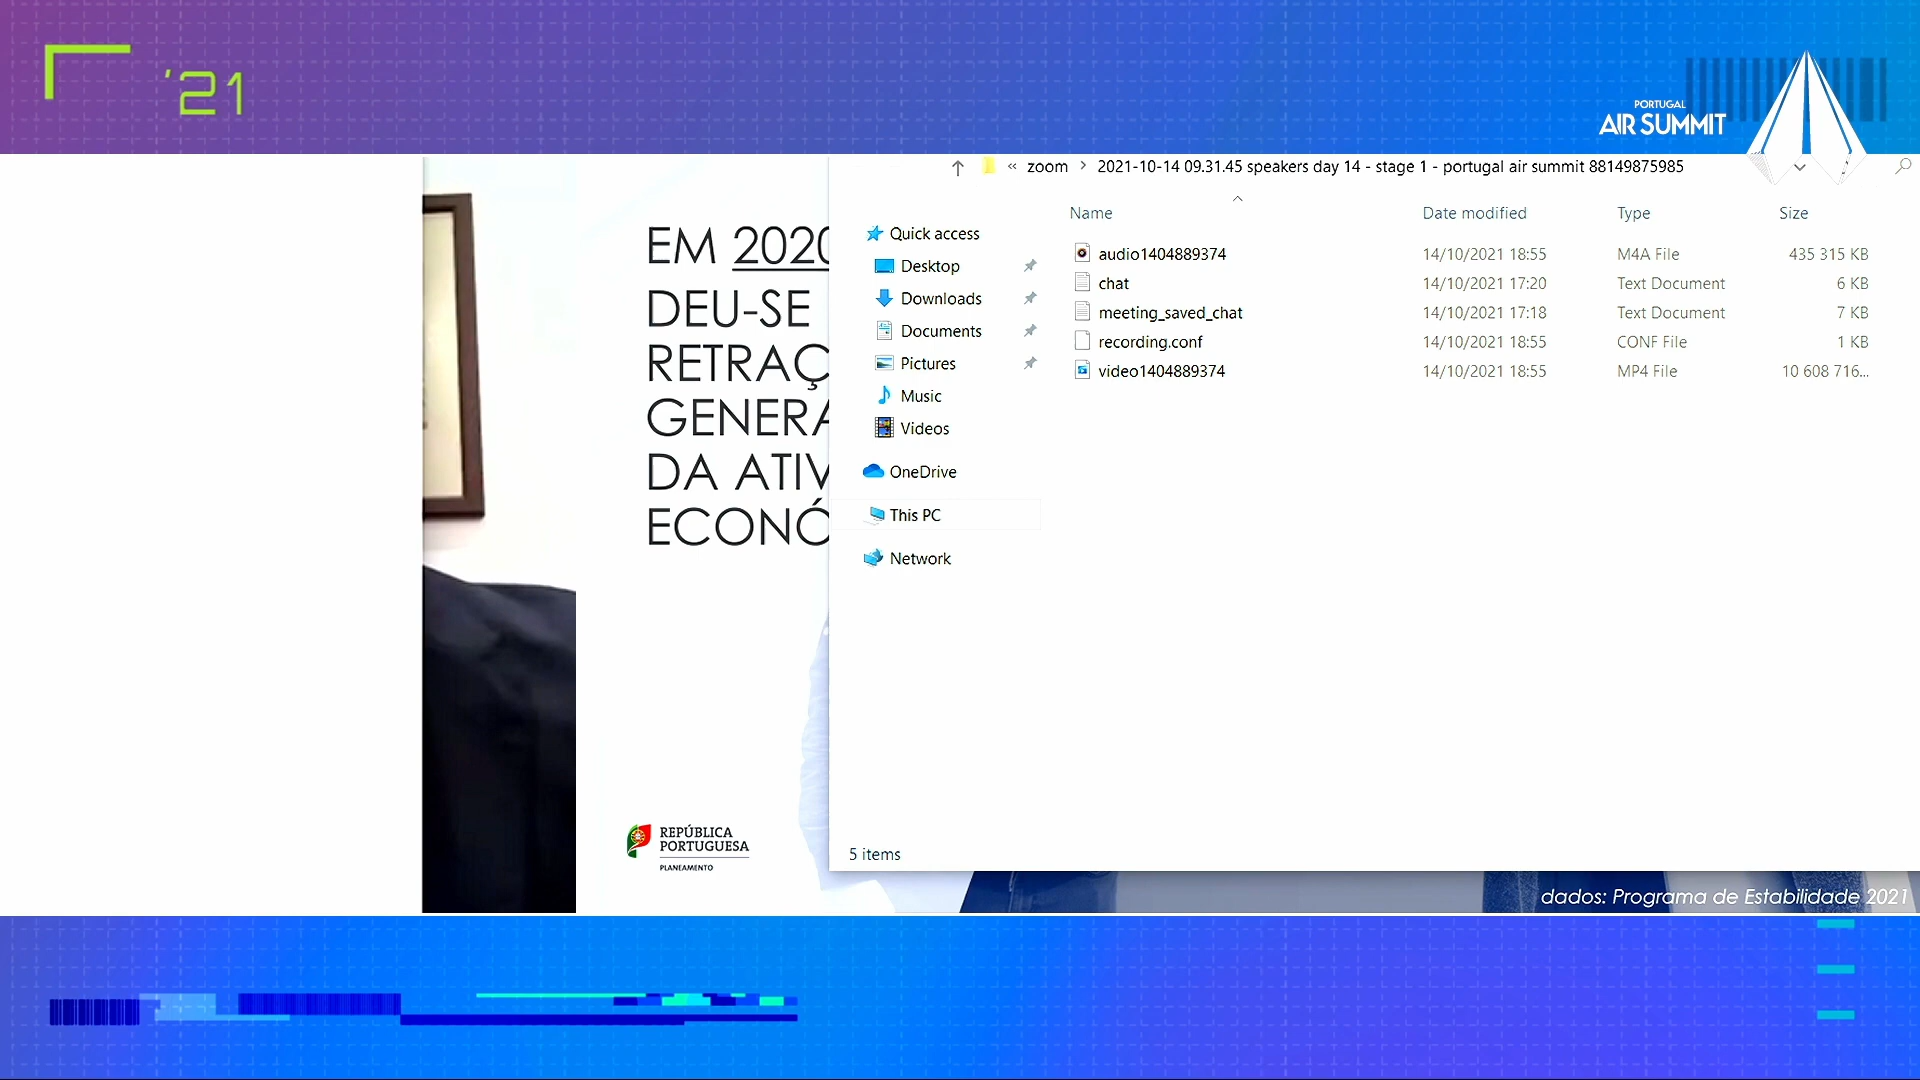 '21
PORTUGAL
AIR SUMMIT
« zoom > 2021-10-14 09.31.45 speakers day 14 - stage 1 - portugal air summit 88149875985
EM 2020
DEU-SE
RETRAÇ
GENERA
DA ATIV
ECONÓ
REPÚBLICA
PORTUGUESA
PLANEAMENTO
Quick access
Desktop
Downloads
Documents
Pictures
Music
Videos
OneDrive
This PC
Network
5 items
Name Date modified Type Size
audio1404889374 14/10/2021 18:55 M4A File 435 315 KB
chat 14/10/2021 17:20 Text Document 6 KB
meeting_saved_chat 14/10/2021 17:18 Text Document 7 KB
recording.conf 14/10/2021 18:55 CONF File 1 KB
video1404889374 14/10/2021 18:55 MP4 File 10 608 716...
dados: Programa de Estabilidade 2021